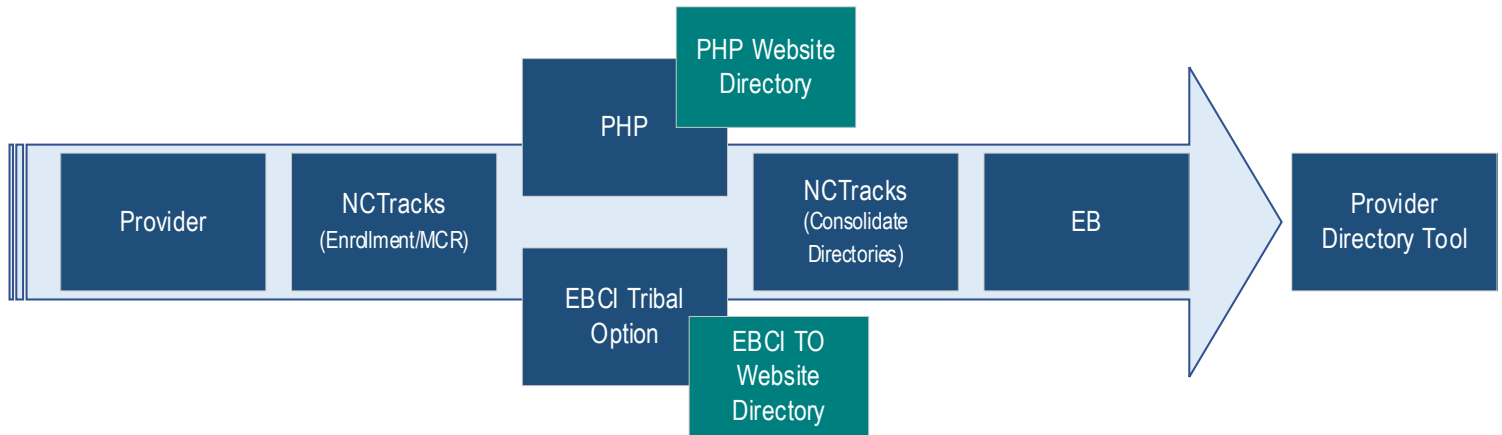 Provider
NCTracks
(Enrollment/MCR)
PHP
PHP Website
Directory
EBCI Tribal
Option
EBCI TO
Website
Directory
NCTracks
(Consolidate
Directories)
EB
Provider
Directory Tool